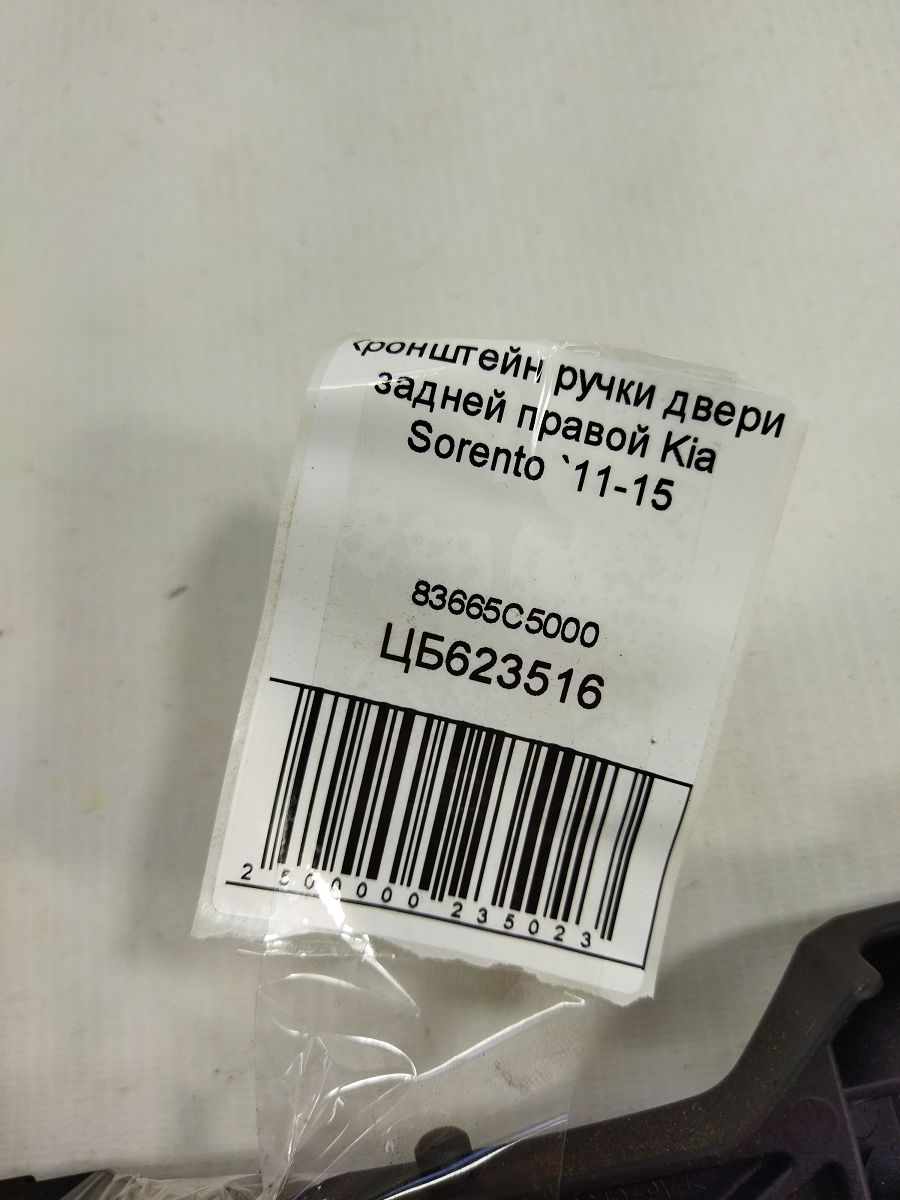 кронштейн ручки двери
задней правой Kia
Sorento `11-15
83665C5000
ЦБ623516
2 500000 235023